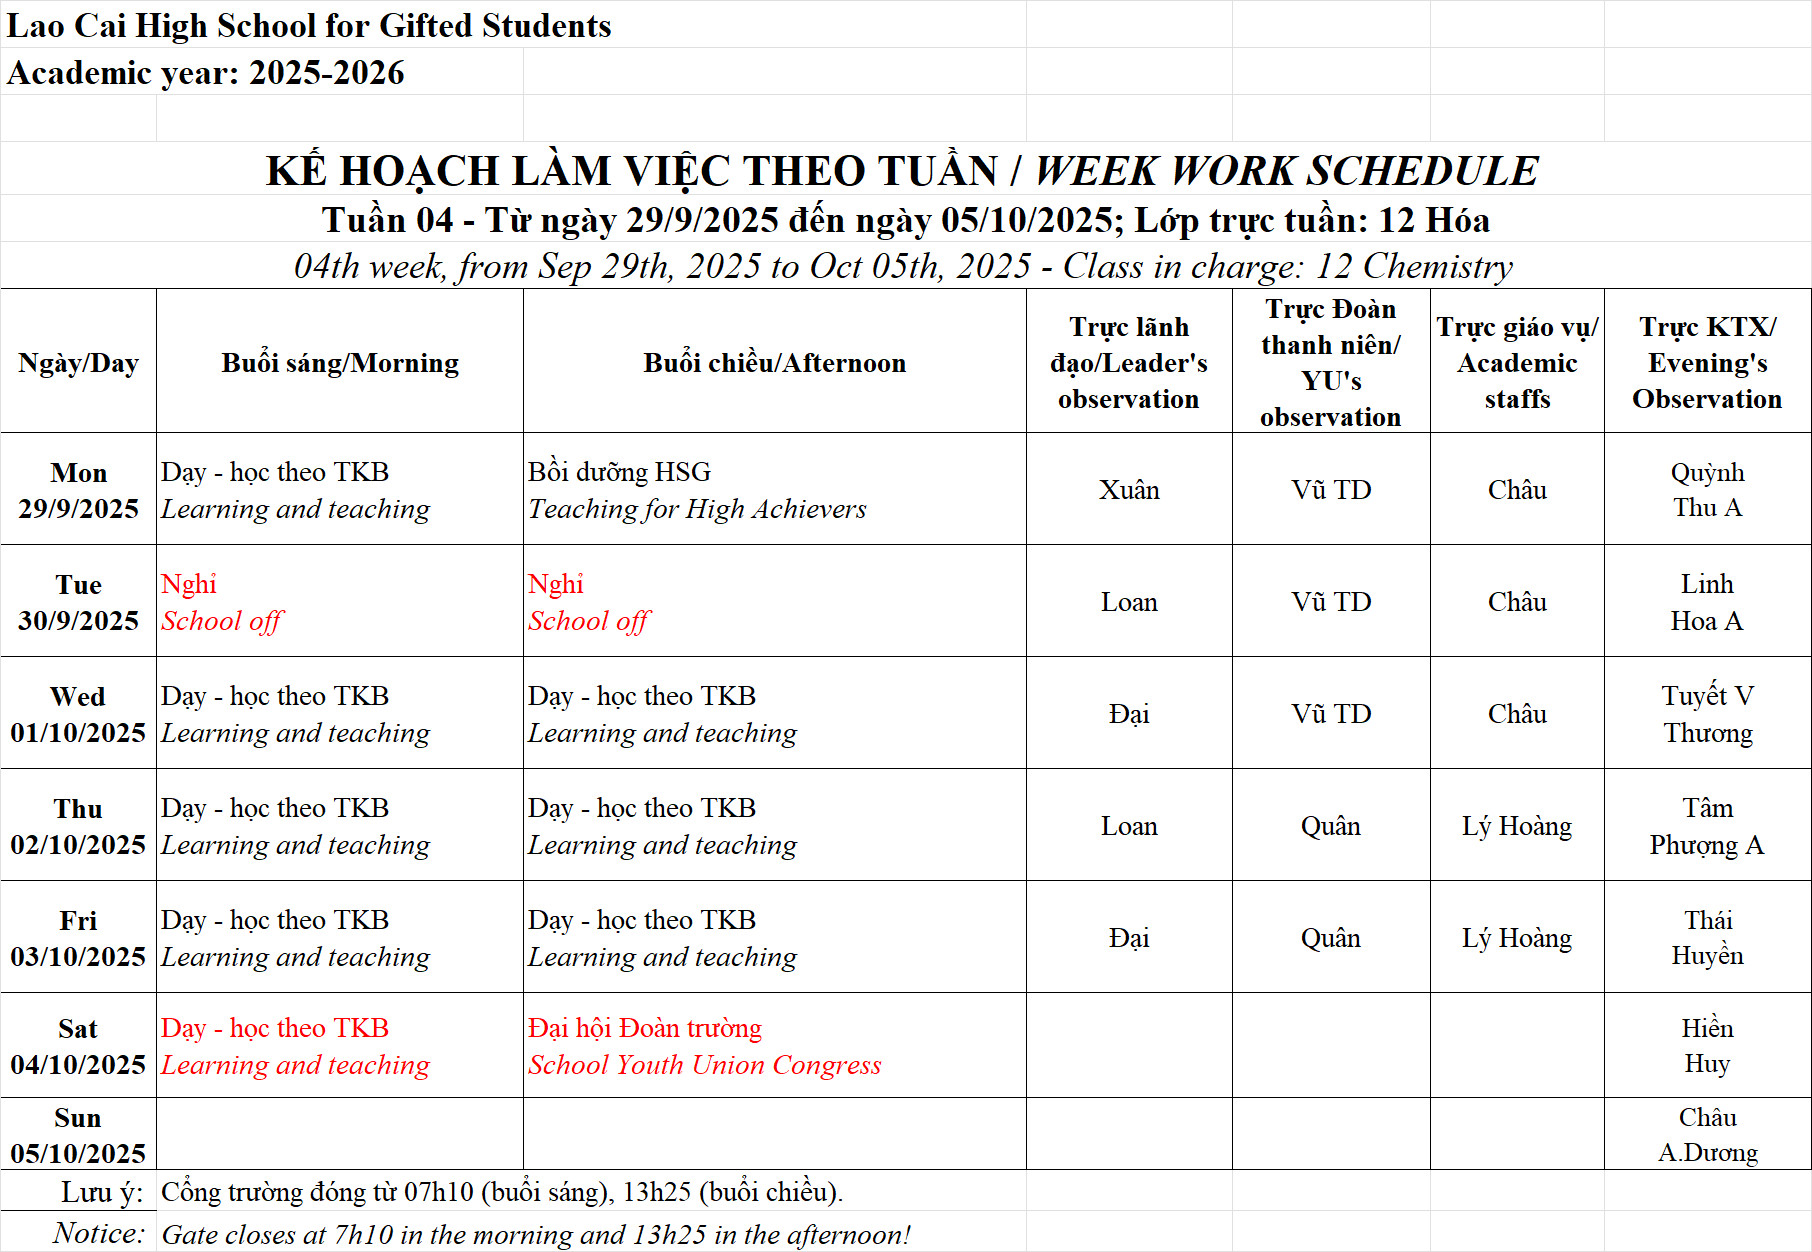 Lao Cai High School for Gifted Students
Academic year: 2025-2026
KẾ HOẠCH LÀM VIỆC THEO TUẦN / WEEK WORK SCHEDULE
Tuần 04 - Từ ngày 29/9/2025 đến ngày 05/10/2025; Lớp trực tuần: 12 Hóa
04th week, from Sep 29th, 2025 to Oct 05th, 2025 - Class in charge: 12 Chemistry
Ngày/Day
Buổi sáng/Morning
Buổi chiều/Afternoon
Trực lãnh
đạo/Leader's
observation
Trực Đoàn
thanh niên/
YU's
observation
Trực giáo vụ/
Academic
staffs
Trực KTX/
Evening's
Observation
Mon
29/9/2025
Dạy - học theo TKB
Learning and teaching
Bồi dưỡng HSG
Teaching for High Achievers
Xuân
Vũ TD
Châu
Quỳnh
Thu A
Tue
30/9/2025
Nghỉ
School off
Nghỉ
School off
Loan
Vũ TD
Châu
Linh
Hoa A
Wed
01/10/2025
Dạy - học theo TKB
Learning and teaching
Dạy - học theo TKB
Learning and teaching
Đại
Vũ TD
Châu
Tuyết V
Thương
Thu
02/10/2025
Dạy - học theo TKB
Learning and teaching
Dạy - học theo TKB
Learning and teaching
Loan
Quân
Lý Hoàng
Tâm
Phượng A
Fri
03/10/2025
Dạy - học theo TKB
Learning and teaching
Dạy - học theo TKB
Learning and teaching
Đại
Quân
Lý Hoàng
Thái
Huyền
Sat
04/10/2025
Dạy - học theo TKB
Learning and teaching
Đại hội Đoàn trường
School Youth Union Congress
Hiền
Huy
Sun
05/10/2025
Châu
A.Dương
Lưu ý: Cổng trường đóng từ 07h10 (buổi sáng), 13h25 (buổi chiều).
Notice: Gate closes at 7h10 in the morning and 13h25 in the afternoon!